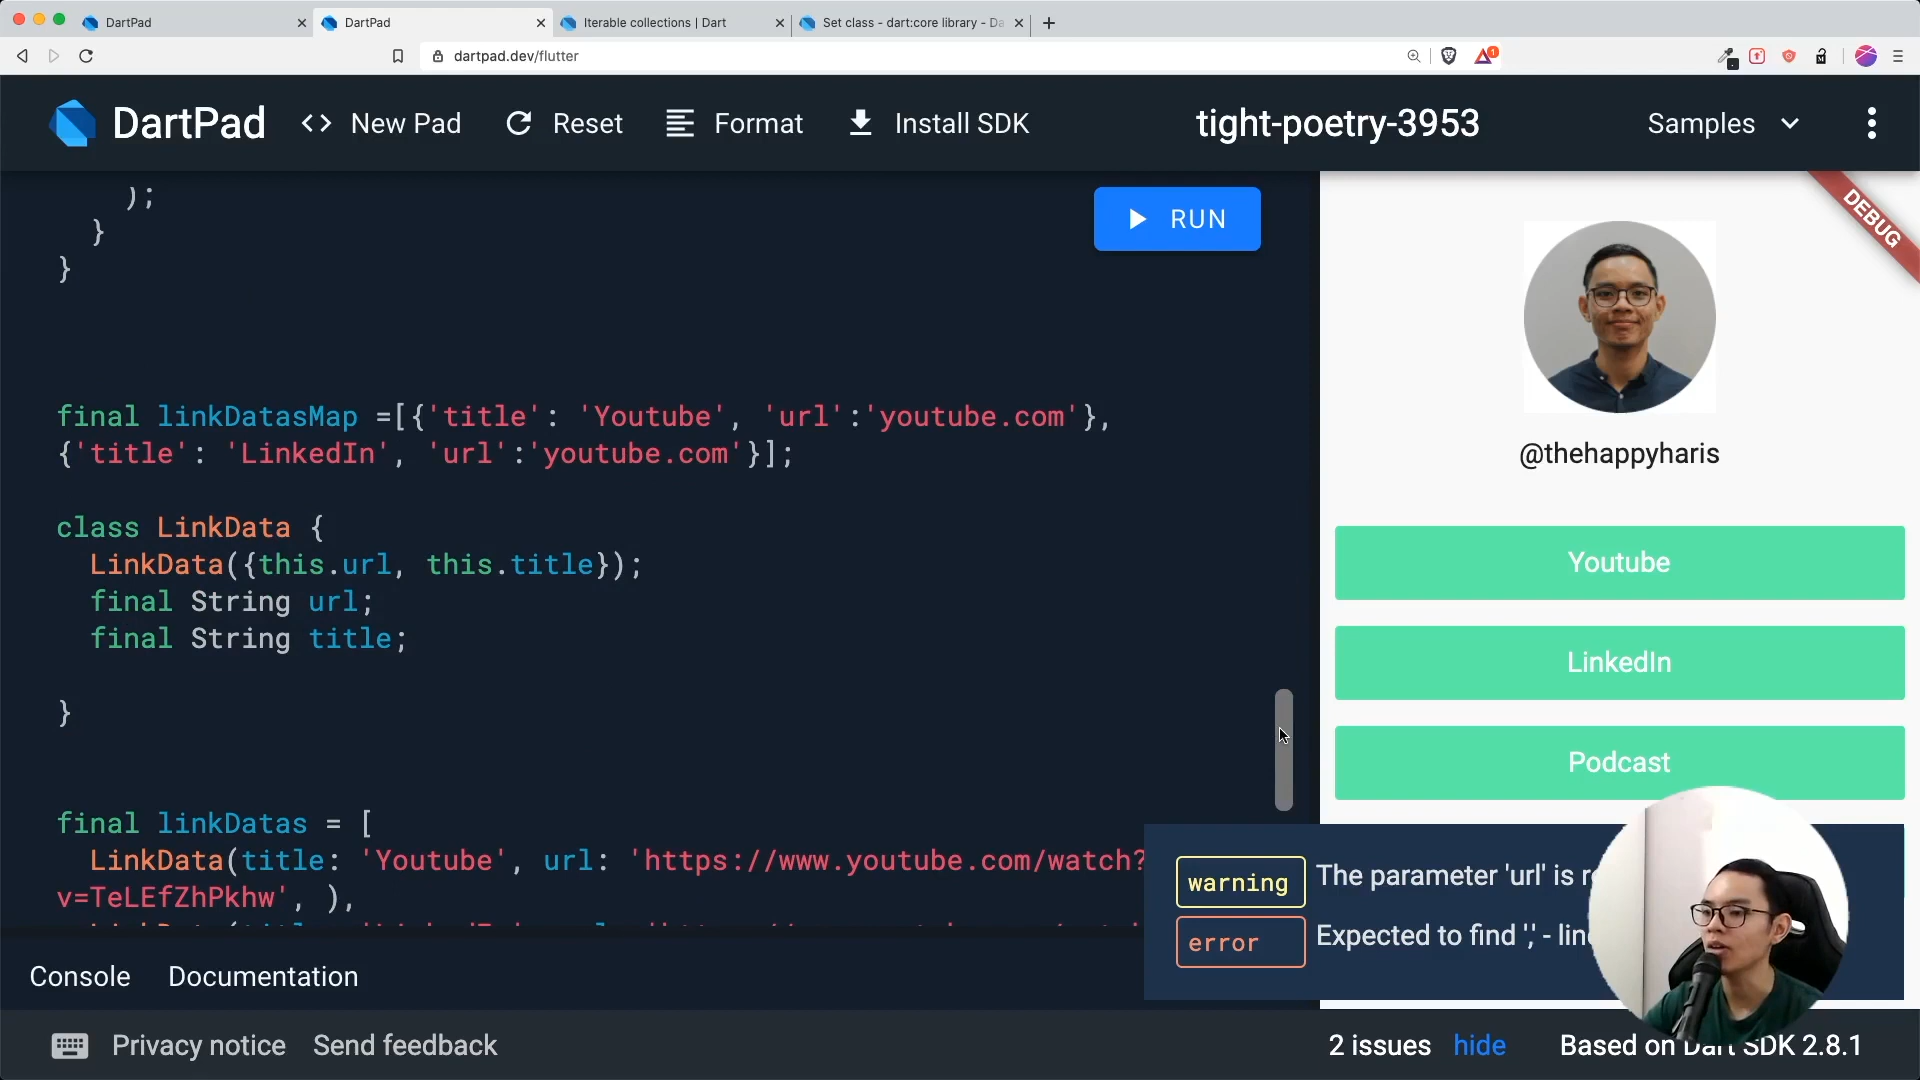 DartPad
DartPad
Iterable collections | Dart
Set class - dart:core library - Da
dartpad.dev/flutter
1
DartPad
New Pad
Reset
Format
Install SDK
tight-poetry-3953
Samples
);
}
}
RUN
final linkDatasMap =[{'title': 'Youtube', 'url':'youtube.com'},
{'title': 'LinkedIn', 'url':'youtube.com'}];
class LinkData {
LinkData({this.url, this.title});
final String url;
final String title;
}
final linkDatas = [
LinkData(title: 'Youtube', url: 'https://www.youtube.com/watch?
v=TeLEfZhPkhw', ),
DEBUG
@thehappyharis
Youtube
LinkedIn
Podcast
warning
The parameter 'url' is
error
Expected to find ',' -
Console
Documentation
Privacy notice
Send feedback
2 issues
hide
Based on Dart SDK 2.8.1